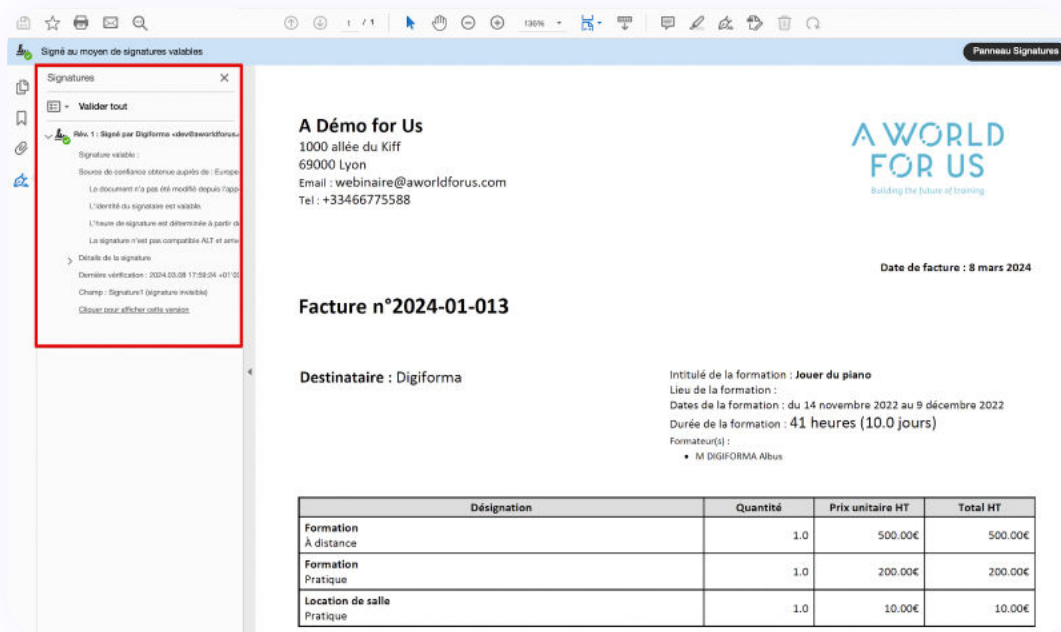 1 / 1
136%
Signé au moyen de signatures valables
Panneau Signatures
Signatures
Valider tout
Rév. 1 : Signé par Digiforma <dev@aworldforus.
Signature valable :
Source de confiance obtenue auprès de : Europe
Le document n'a pas été modifié depuis l'app
L'identité du signataire est valable.
L'heure de signature est déterminée à partir de
La signature n'est pas compatible ALT et
Détails de la signature
Dernière vérification : 2024.03.08 17:59:24 +01'00
Champ : Signature1 (signature invisible)
Cliquer pour afficher cette version
A Démo for Us
1000 allée du Kiff
69000 Lyon
Email : webinaire@aworldforus.com
Tel : +33466775588
A WORLD
FOR US
Building the future of training
Date de facture : 8 mars 2024
Facture n°2024-01-013
Destinataire : Digiforma
Intitulé de la formation : Jouer du piano
Lieu de la formation :
Dates de la formation : du 14 novembre 2022 au 9 décembre 2022
Durée de la formation : 41 heures (10.0 jours)
Formateur(s) :
• M DIGIFORMA Albus
Désignation Quantité Prix unitaire HT Total HT
Formation
À distance 1.0 500.00€ 500.00€
Formation
Pratique 1.0 200.00€ 200.00€
Location de salle
Pratique 1.0 10.00€ 10.00€